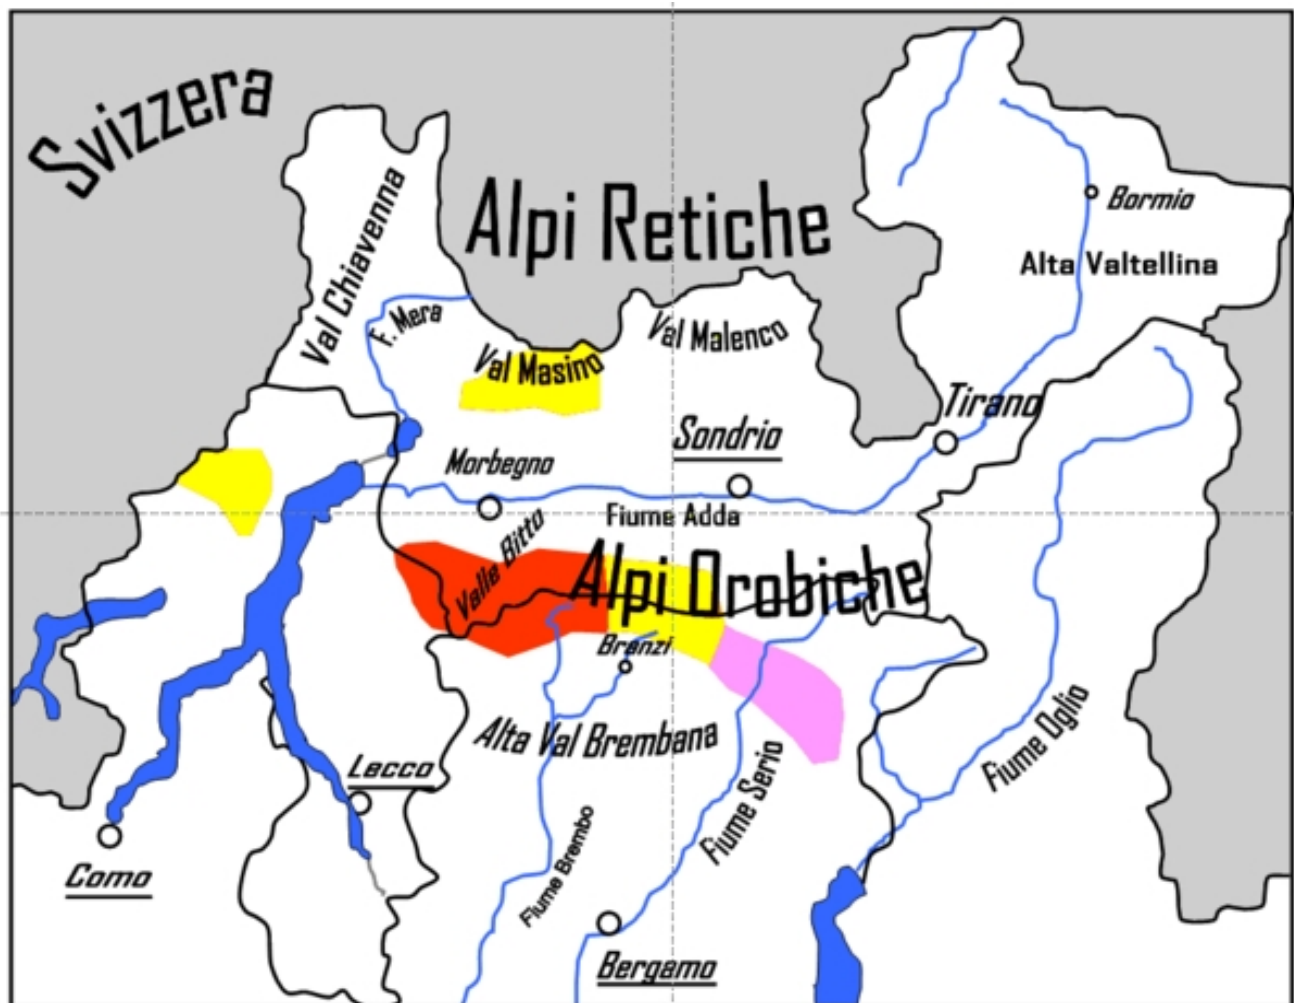 Svizzera
Alpi Retiche
Val Chiavenna
Bormio
Alta Valtellina
F. Mera
Val Masino
Val Malenco
Tirano
Sondrio
Morbegno
Fiume Adda
Valle Bitto
Alpi Orobiche
Branzi
Alta Val Brembana
Fiume Oglio
Lecco
Fiume Serio
Fiume Brembo
Como
Bergamo